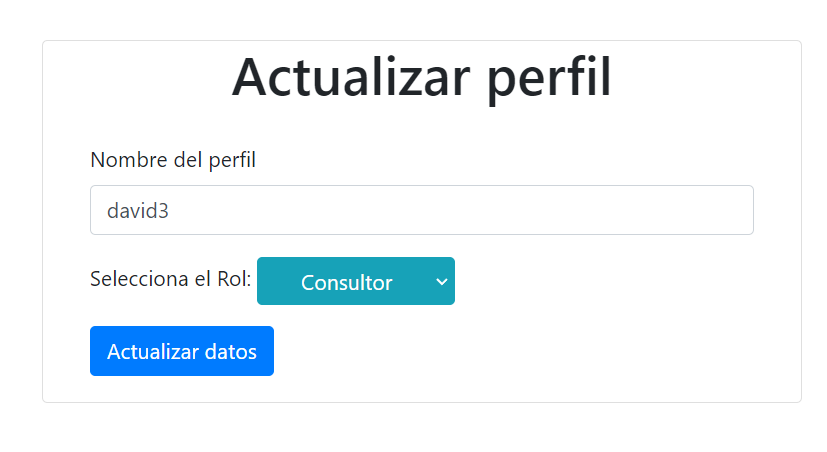 Actualizar perfil
Nombre del perfil
david3
Selecciona el Rol: Consultor
Actualizar datos